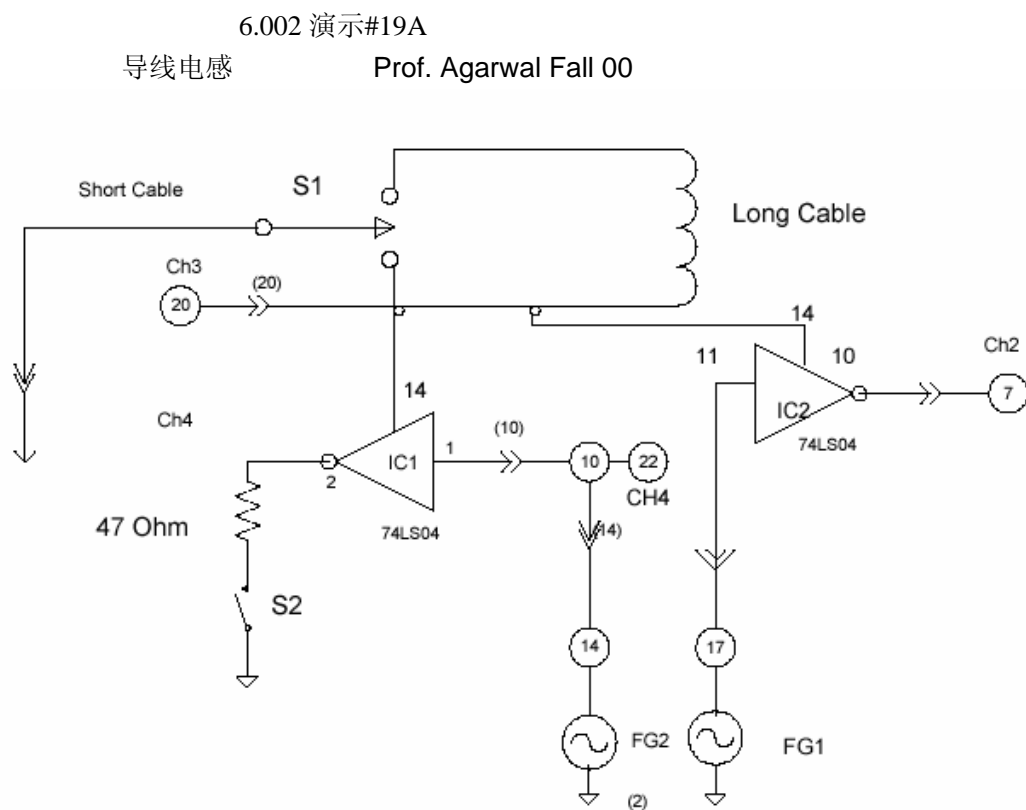 6.002 演示#19A
导线电感 Prof. Agarwal Fall 00
Short Cable
S1
Long Cable
Ch3
(20)
20
14
11
10
Ch2
7
IC2
74LS04
Ch4
14
(10)
IC1
1
10
22
2
CH4
74LS04
47 Ohm
(14)
S2
14
17
FG2
FG1
(2)